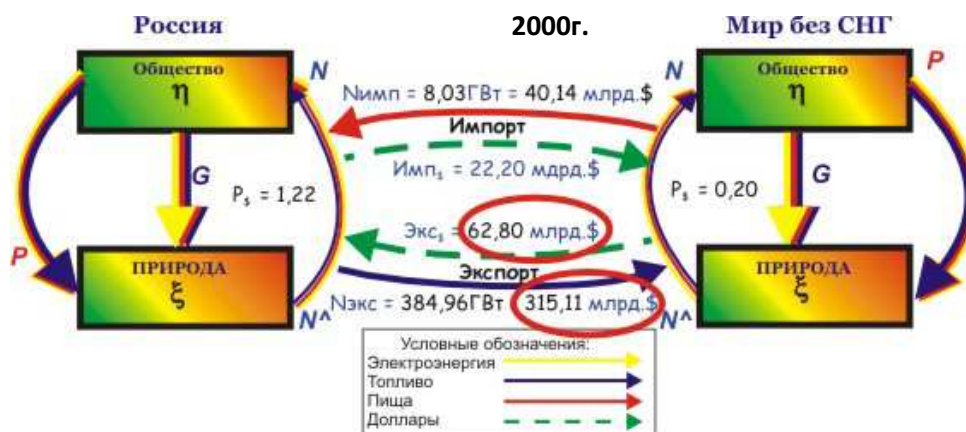 Россия
2000г.
Мир без СНГ
Общество
η
N
P
G
P$ = 1,22
ПРИРОДА
ξ
N^
Nимп = 8,03ГВт = 40,14 млрд.$
Импорт
Имп$ = 22,20 мдрд.$
Экс$ = 62,80 млрд.$
Экспорт
Nэкс = 384,96ГВт 315,11 млрд.$
Общество
η
N
P
G
P$ = 0,20
ПРИРОДА
ξ
N^
Условные обозначения:
Электроэнергия
Топливо
Пища
Доллары